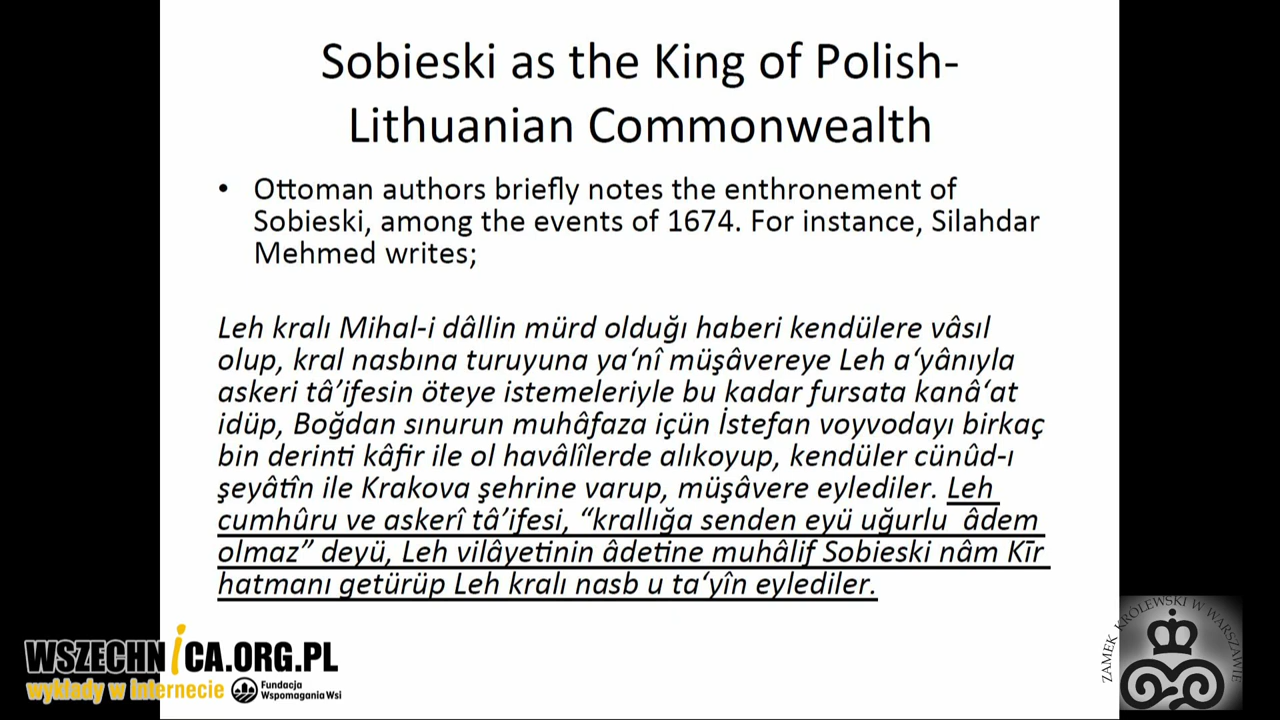 Sobieski as the King of Polish-
Lithuanian Commonwealth
• Ottoman authors briefly notes the enthronement of
Sobieski, among the events of 1674. For instance, Silahdar
Mehmed writes;
Leh kralı Mihal-i dâllin mürd olduğı haberi kendülere vâsıl
olup, kral nasbına turuyuna ya‘nî müşâvereye Leh a‘yânıyla
askeri tâ’ifesin öteye istemeleriyle bu kadar fursata kanâ‘at
idüp, Boğdan sınurun muhâfaza içün İstefan voyvodayı birkaç
bin derinti kâfir ile ol havâlîlerde alıkoyup, kendüler cünûd-ı
şeyâtîn ile Krakova şehrine varup, müşâvere eylediler. Leh
cumhûru ve askerî tâ’ifesi, “krallığa senden eyü uğurlu âdem
olmaz” deyü, Leh vilâyetinin âdetine muhâlif Sobieski nâm Kīr
hatmanı getürüp Leh kralı nasb u ta‘yîn eylediler.
WSZECHNICA.ORG.PL
wykłady w internecie Fundacja
Wspomagania Wsi
ZAMEK KRÓLEWSKI W WARSZAWIE